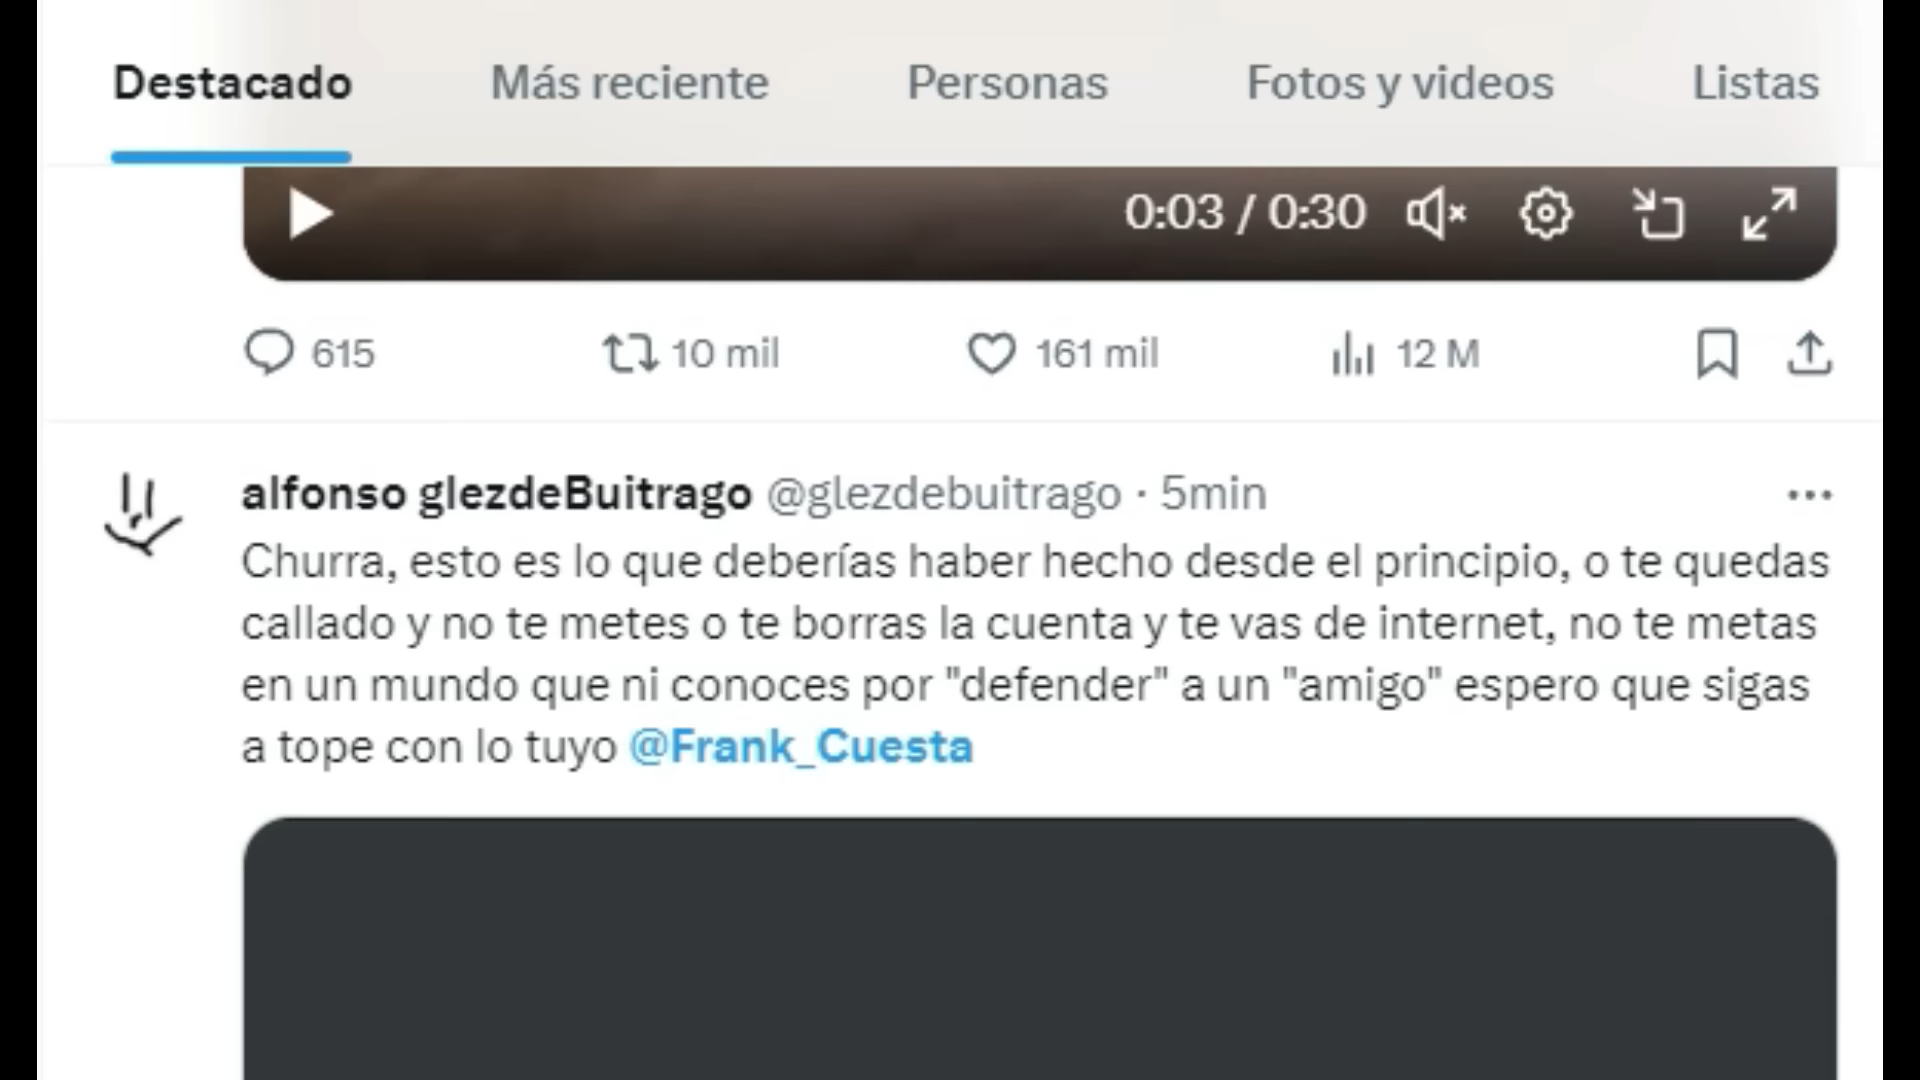 Destacado Más reciente Personas Fotos y videos Listas
0:03 / 0:30
615 10 mil 161 mil 12 M
alfonso glezdeBuitrago @glezdebuitrago · 5min
Churra, esto es lo que deberías haber hecho desde el principio, o te quedas
callado y no te metes o te borras la cuenta y te vas de internet, no te metas
en un mundo que ni conoces por "defender" a un "amigo" espero que sigas
a tope con lo tuyo @Frank_Cuesta